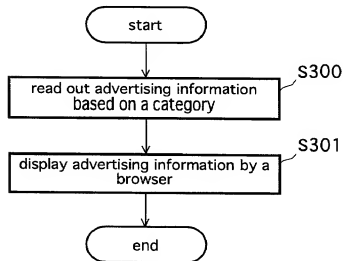 start
S300
read out advertising information
based on a category
S301
display advertising information by a
browser
end